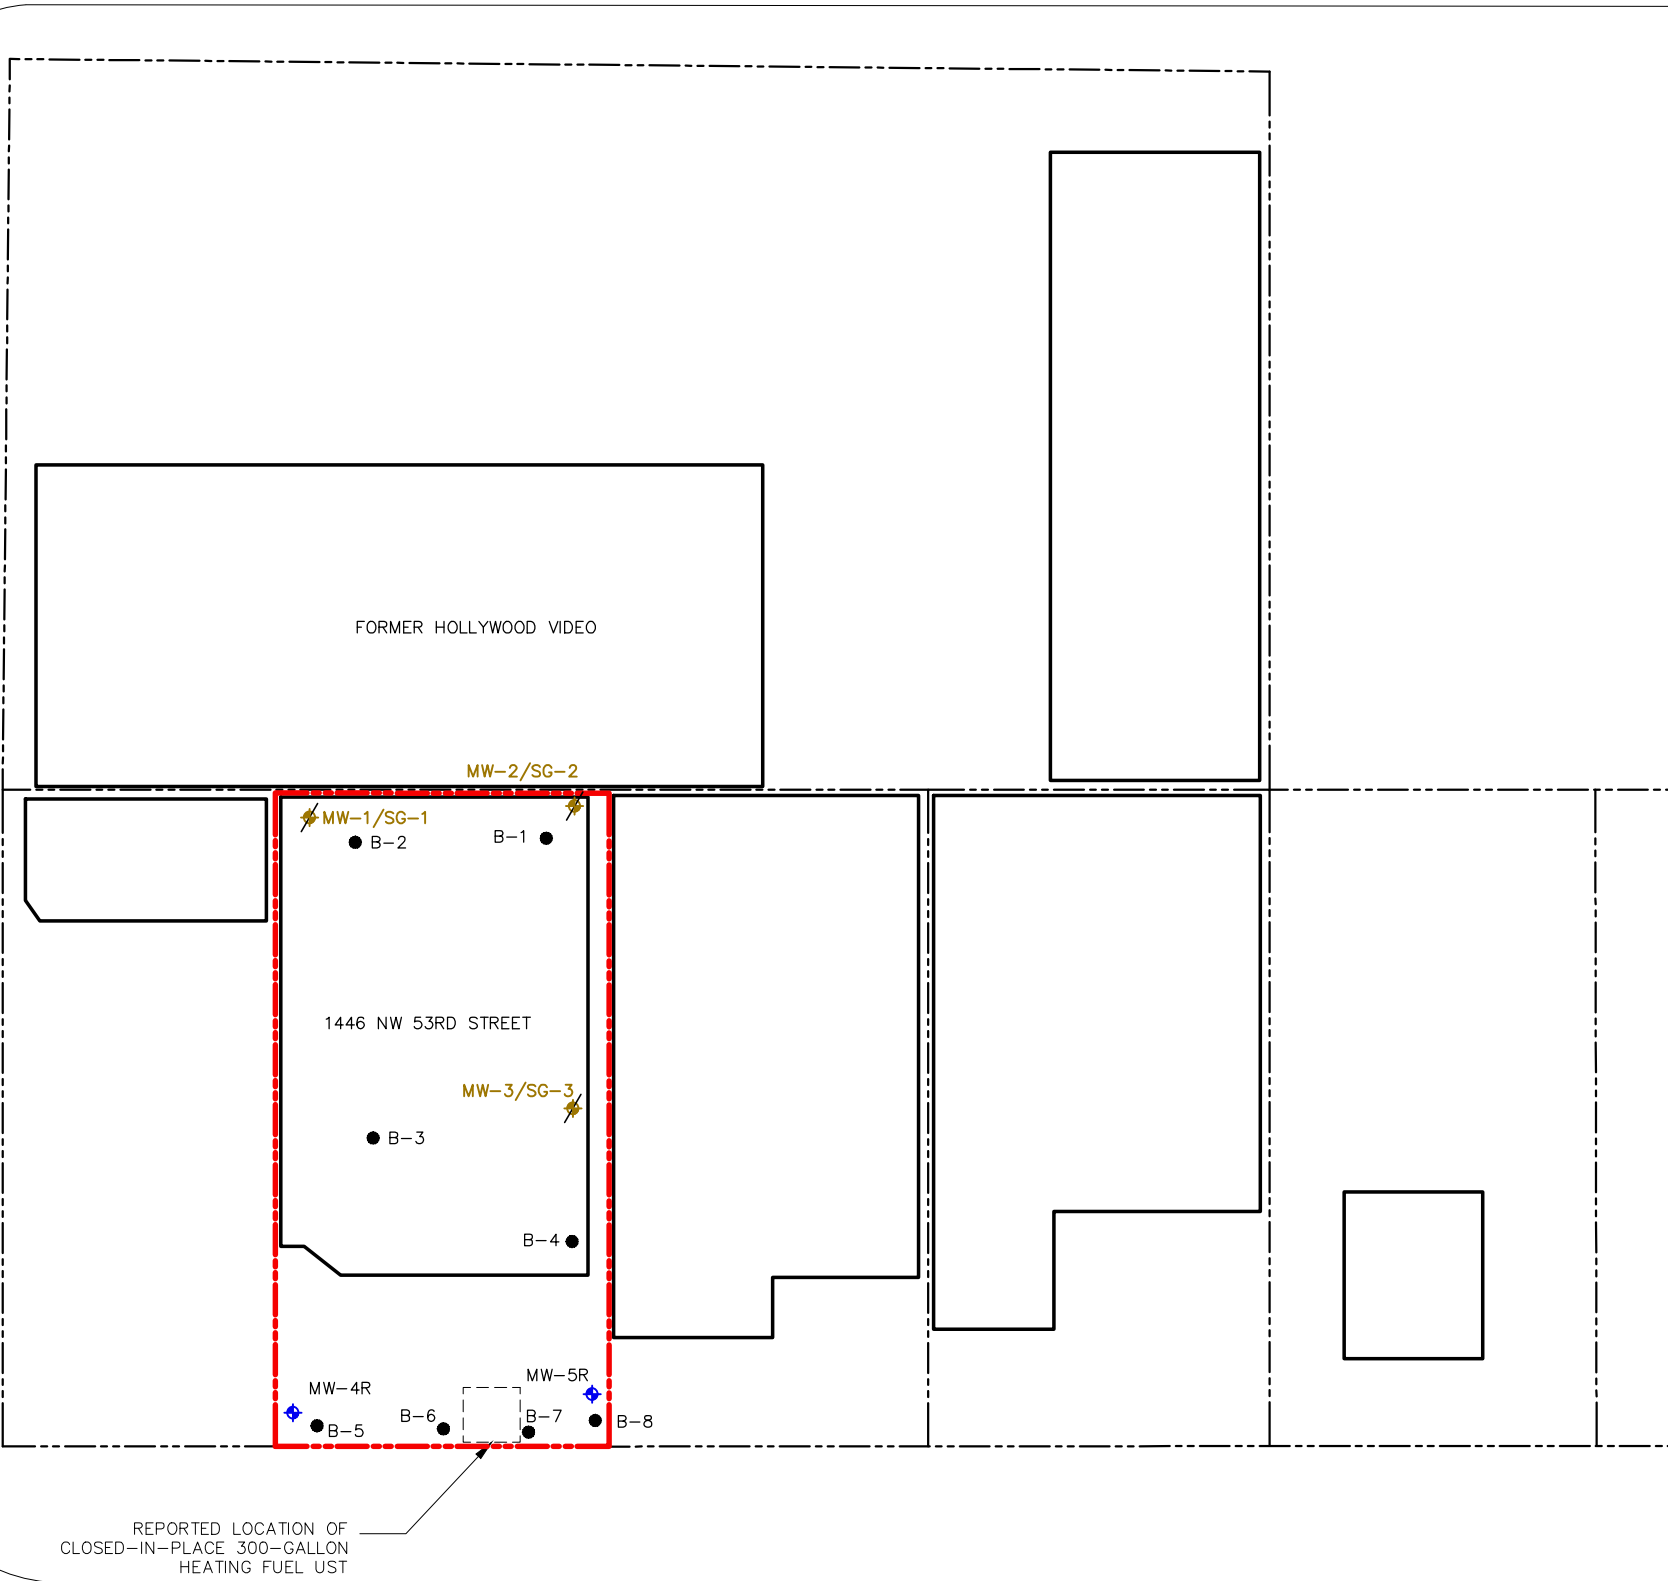 FORMER HOLLYWOOD VIDEO
MW-2/SG-2
MW-1/SG-1
B-2
B-1
1446 NW 53RD STREET
MW-3/SG-3
B-3
B-4
MW-4R
MW-5R
B-5
B-6
B-7
B-8
REPORTED LOCATION OF
CLOSED-IN-PLACE 300-GALLON
HEATING FUEL UST